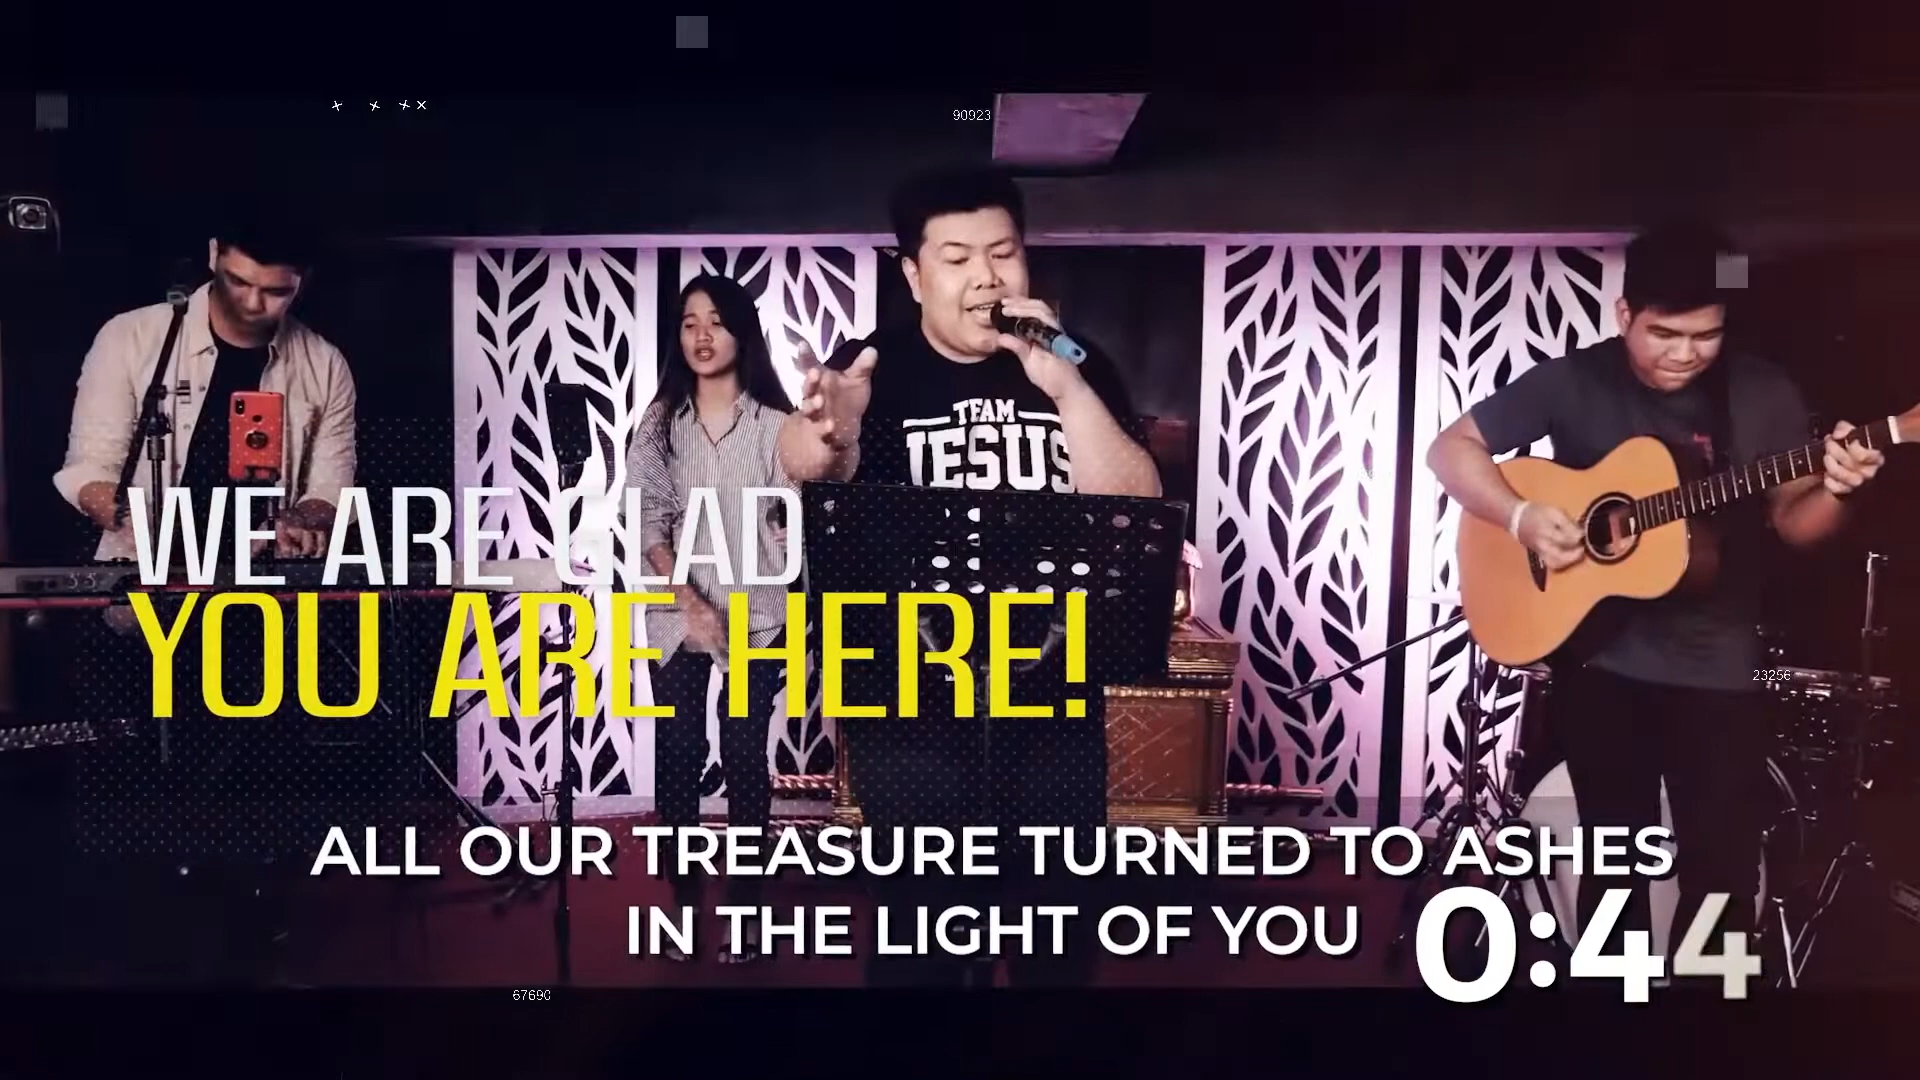 90923
TEAM
JESUS
WE ARE GLAD
YOU ARE HERE!
23256
ALL OUR TREASURE TURNED TO ASHES
IN THE LIGHT OF YOU
0:44
67690